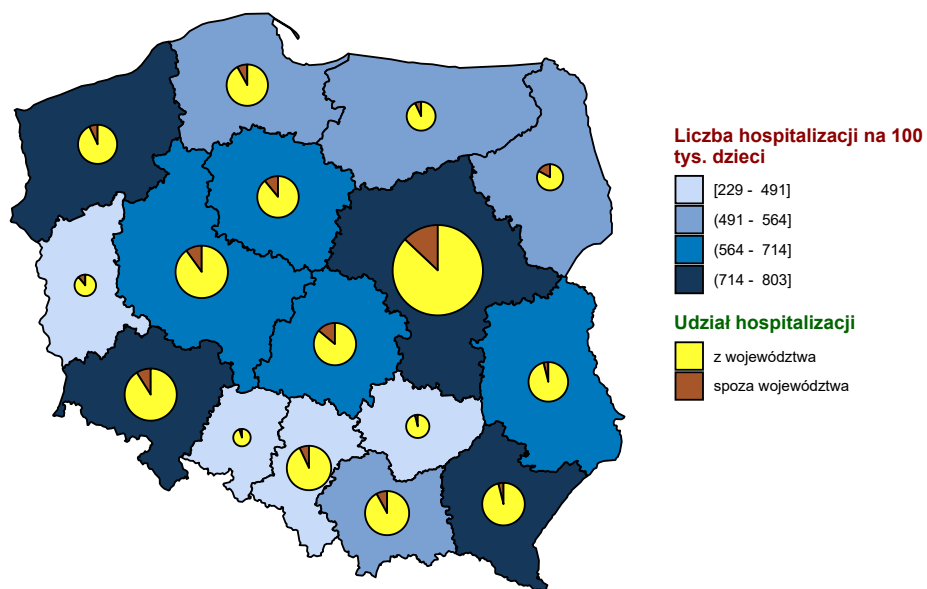 Liczba hospitalizacji na 100
tys. dzieci
[229 - 491]
(491 - 564]
(564 - 714]
(714 - 803]
Udział hospitalizacji
z województwa
spoza województwa